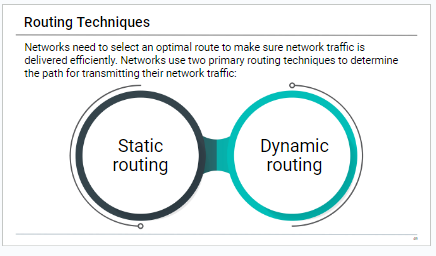 Routing Techniques
Networks need to select an optimal route to make sure network traffic is
delivered efficiently. Networks use two primary routing techniques to determine
the path for transmitting their network traffic:
Static
routing
Dynamic
routing